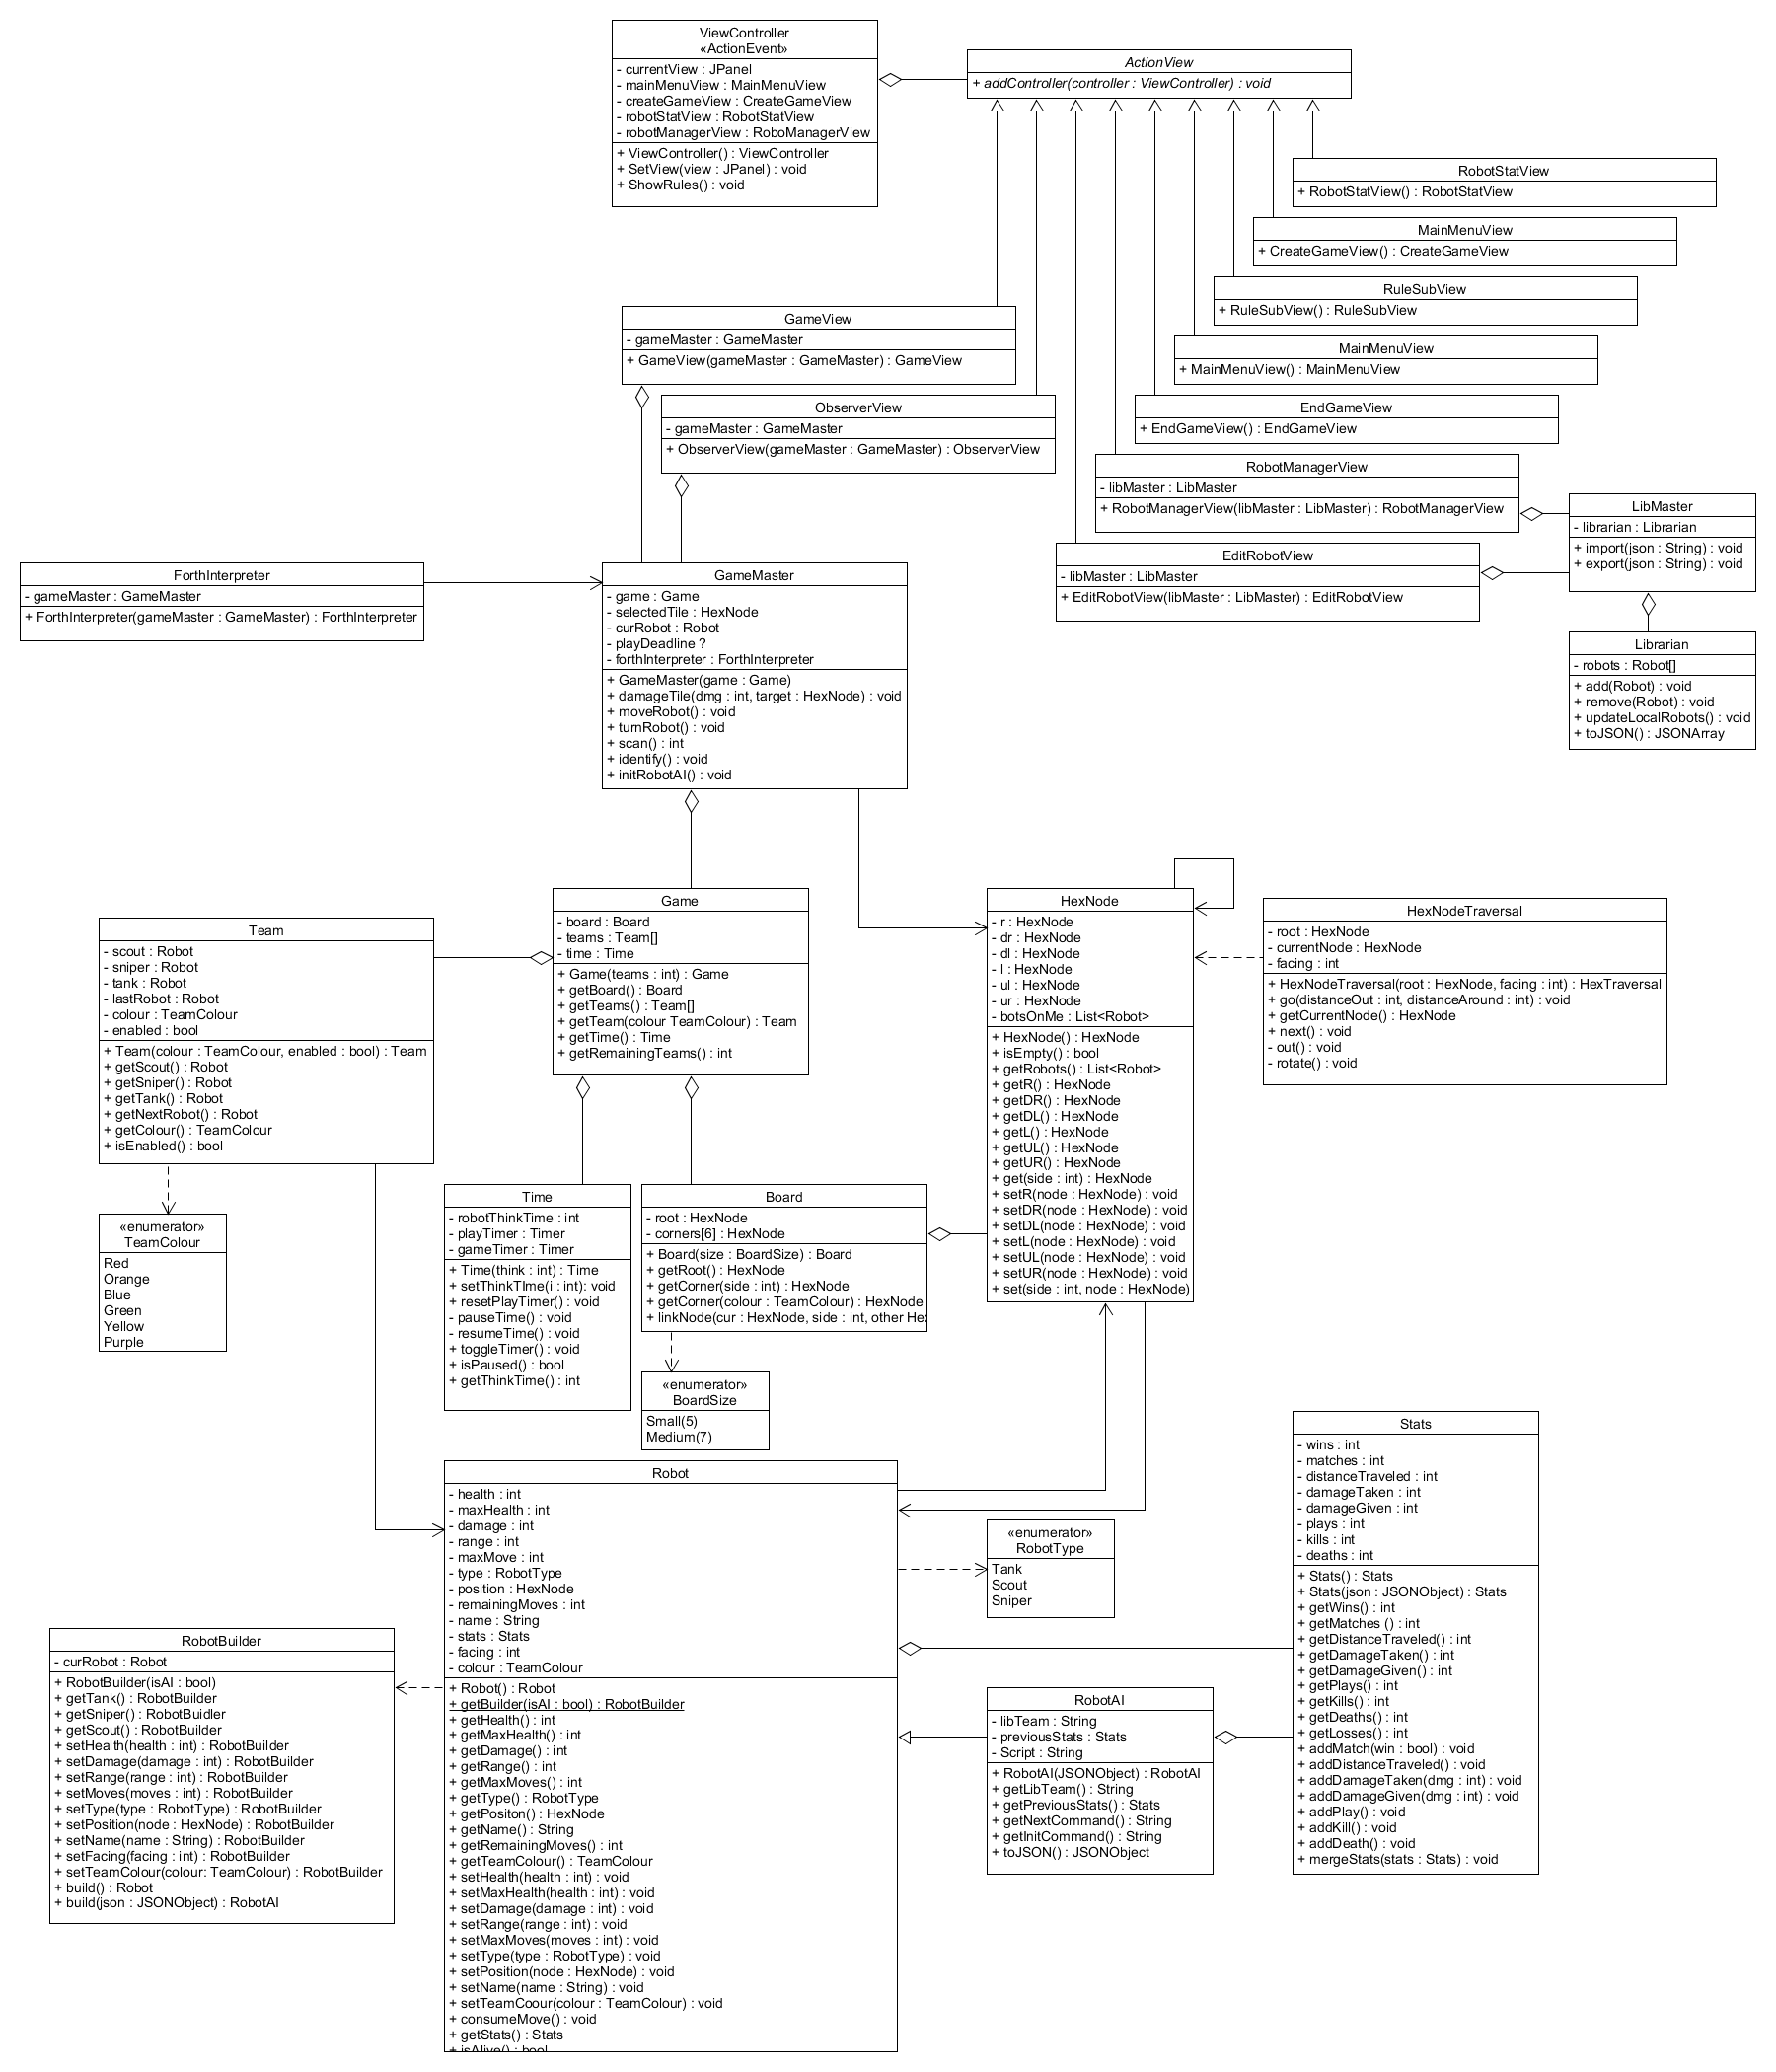 ViewController
«ActionEvent»
- currentView : JPanel
- mainMenuView : MainMenuView
- createGameView : CreateGameView
- robotStatView : RobotStatView
- robotManagerView : RoboManagerView
+ ViewController() : ViewController
+ SetView(view : JPanel) : void
+ ShowRules() : void
ActionView
+ addController(controller : ViewController) : void
RobotStatView
+ RobotStatView() : RobotStatView
MainMenuView
+ CreateGameView() : CreateGameView
RuleSubView
+ RuleSubView() : RuleSubView
MainMenuView
+ MainMenuView() : MainMenuView
EndGameView
+ EndGameView() : EndGameView
RobotManagerView
- libMaster : LibMaster
+ RobotManagerView(libMaster : LibMaster) : RobotManagerView
EditRobotView
- libMaster : LibMaster
+ EditRobotView(libMaster : LibMaster) : EditRobotView
LibMaster
- librarian : Librarian
+ import(json : String) : void
+ export(json : String) : void
Librarian
- robots : Robot[]
+ add(Robot) : void
+ remove(Robot) : void
+ updateLocalRobots() : void
+ toJSON() : JSONArray
GameView
- gameMaster : GameMaster
+ GameView(gameMaster : GameMaster) : GameView
ObserverView
- gameMaster : GameMaster
+ ObserverView(gameMaster : GameMaster) : ObserverView
ForthInterpreter
- gameMaster : GameMaster
+ ForthInterpreter(gameMaster : GameMaster) : ForthInterpreter
GameMaster
- game : Game
- selectedTile : HexNode
- curRobot : Robot
- playDeadline ?
- forthInterpreter : ForthInterpreter
+ GameMaster(game : Game)
+ damageTile(dmg : int, target : HexNode) : void
+ moveRobot() : void
+ turnRobot() : void
+ scan() : int
+ identify() : void
+ initRobotAI() : void
Team
- scout : Robot
- sniper : Robot
- tank : Robot
- lastRobot : Robot
- colour : TeamColour
- enabled : bool
+ Team(colour : TeamColour, enabled : bool) : Team
+ getScout() : Robot
+ getSniper() : Robot
+ getTank() : Robot
+ getNextRobot() : Robot
+ getColour() : TeamColour
+ isEnabled() : bool
Game
- board : Board
- teams : Team[]
- time : Time
+ Game(teams : int) : Game
+ getBoard() : Board
+ getTeams() : Team[]
+ getTeam(colour TeamColour) : Team
+ getTime() : Time
+ getRemainingTeams() : int
HexNode
- r : HexNode
- dr : HexNode
- dl : HexNode
- l : HexNode
- ul : HexNode
- ur : HexNode
- botsOnMe : List<Robot>
+ HexNode() : HexNode
+ isEmpty() : bool
+ getRobots() : List<Robot>
+ getR() : HexNode
+ getDR() : HexNode
+ getDL() : HexNode
+ getL() : HexNode
+ getUL() : HexNode
+ getUR() : HexNode
+ get(side : int) : HexNode
+ setR(node : HexNode) : void
+ setDR(node : HexNode) : void
+ setDL(node : HexNode) : void
+ setL(node : HexNode) : void
+ setUL(node : HexNode) : void
+ setUR(node : HexNode) : void
+ set(side : int, node : HexNode)
HexNodeTraversal
- root : HexNode
- currentNode : HexNode
- facing : int
+ HexNodeTraversal(root : HexNode, facing : int) : HexTraversal
+ go(distanceOut : int, distanceAround : int) : void
+ getCurrentNode() : HexNode
+ next() : void
- out() : void
- rotate() : void
«enumerator»
TeamColour
Red
Orange
Blue
Green
Yellow
Purple
Time
- robotThinkTime : int
- playTimer : Timer
- gameTimer : Timer
+ Time(think : int) : Time
+ setThinkTIme(i : int): void
+ resetPlayTimer() : void
- pauseTime() : void
- resumeTime() : void
+ toggleTimer() : void
+ isPaused() : bool
+ getThinkTime() : int
Board
- root : HexNode
- corners[6] : HexNode
+ Board(size : BoardSize) : Board
+ getRoot() : HexNode
+ getCorner(side : int) : HexNode
+ getCorner(colour : TeamColour) : HexNode
+ linkNode(cur : HexNode, side : int, other
«enumerator»
BoardSize
Small(5)
Medium(7)
Robot
- health : int
- maxHealth : int
- damage : int
- range : int
- maxMove : int
- type : RobotType
- position : HexNode
- remainingMoves : int
- name : String
- stats : Stats
- facing : int
- colour : TeamColour
+ Robot() : Robot
+ getBuilder(isAI : bool) : RobotBuilder
+ getHealth() : int
+ getMaxHealth() : int
+ getDamage() : int
+ getRange() : int
+ getMaxMoves() : int
+ getType() : RobotType
+ getPositon() : HexNode
+ getName() : String
+ getRemainingMoves() : int
+ getTeamColour() : TeamColour
+ setHealth(health : int) : void
+ setMaxHealth(health : int) : void
+ setDamage(damage : int) : void
+ setRange(range : int) : void
+ setMaxMoves(moves : int) : void
+ setType(type : RobotType) : void
+ setPosition(node : HexNode) : void
+ setName(name : String) : void
+ setTeamCoour(colour : TeamColour) : void
+ consumeMove() : void
+ getStats() : Stats
+ isAlive() : bool
«enumerator»
RobotType
Tank
Scout
Sniper
RobotBuilder
- curRobot : Robot
+ RobotBuilder(isAI : bool)
+ getTank() : RobotBuilder
+ getSniper() : RobotBuidler
+ getScout() : RobotBuilder
+ setHealth(health : int) : RobotBuilder
+ setDamage(damage : int) : RobotBuilder
+ setRange(range : int) : RobotBuilder
+ setMoves(moves : int) : RobotBuilder
+ setType(type : RobotType) : RobotBuilder
+ setPosition(node : HexNode) : RobotBuilder
+ setName(name : String) : RobotBuilder
+ setFacing(facing : int) : RobotBuilder
+ setTeamColour(colour: TeamColour) : RobotBuilder
+ build() : Robot
+ build(json : JSONObject) : RobotAI
RobotAI
- libTeam : String
- previousStats : Stats
- Script : String
+ RobotAI(JSONObject) : RobotAI
+ getLibTeam() : String
+ getPreviousStats() : Stats
+ getNextCommand() : String
+ getInitCommand() : String
+ toJSON() : JSONObject
Stats
- wins : int
- matches : int
- distanceTraveled : int
- damageTaken : int
- damageGiven : int
- plays : int
- kills : int
- deaths : int
+ Stats() : Stats
+ Stats(json : JSONObject) : Stats
+ getWins() : int
+ getMatches () : int
+ getDistanceTraveled() : int
+ getDamageTaken() : int
+ getDamageGiven() : int
+ getPlays() : int
+ getKills() : int
+ getDeaths() : int
+ getLosses() : int
+ addMatch(win : bool) : void
+ addDistanceTraveled() : void
+ addDamageTaken(dmg : int) : void
+ addDamageGiven(dmg : int) : void
+ addPlay() : void
+ addKill() : void
+ addDeath() : void
+ mergeStats(stats : Stats) : void